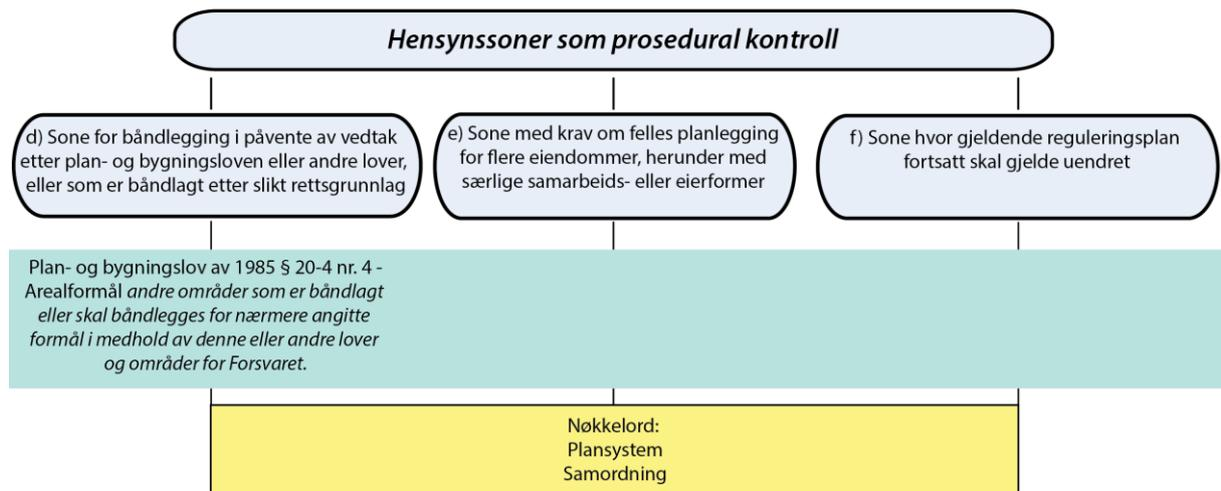 Hensynssoner som prosedural kontroll
d) Sone for båndlegging i påvente av vedtak
etter plan- og bygningsloven eller andre lover,
eller som er båndlagt etter slikt rettsgrunnlag
e) Sone med krav om felles planlegging
for flere eiendommer, herunder med
særlige samarbeids- eller eierformer
f) Sone hvor gjeldende reguleringsplan
fortsatt skal gjelde uendret
Plan- og bygningslov av 1985 § 20-4 nr. 4 -
Arealformål andre områder som er båndlagt
eller skal båndlegges for nærmere angitte
formål i medhold av denne eller andre lover
og områder for Forsvaret.
Nøkkelord:
Plansystem
Samordning